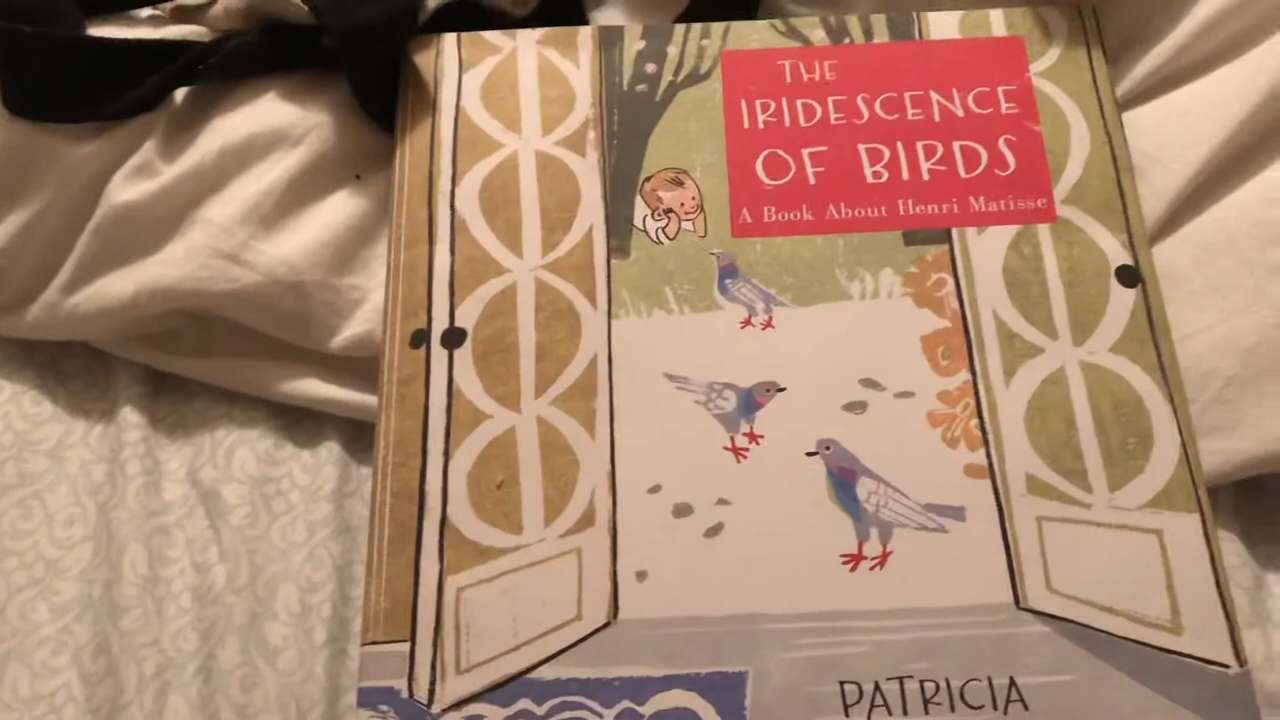 THE
IRIDESCENCE
OF BIRDS
A Book About Henri Matisse
PATRICIA